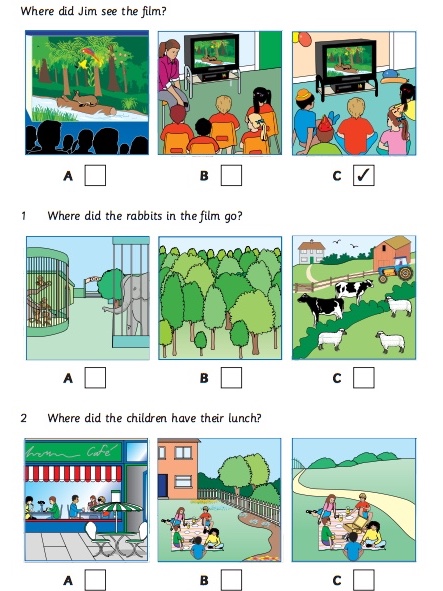 Where did Jim see the film?
A B C ✓
1 Where did the rabbits in the film go?
A B C
2 Where did the children have their lunch?
Café
A B C